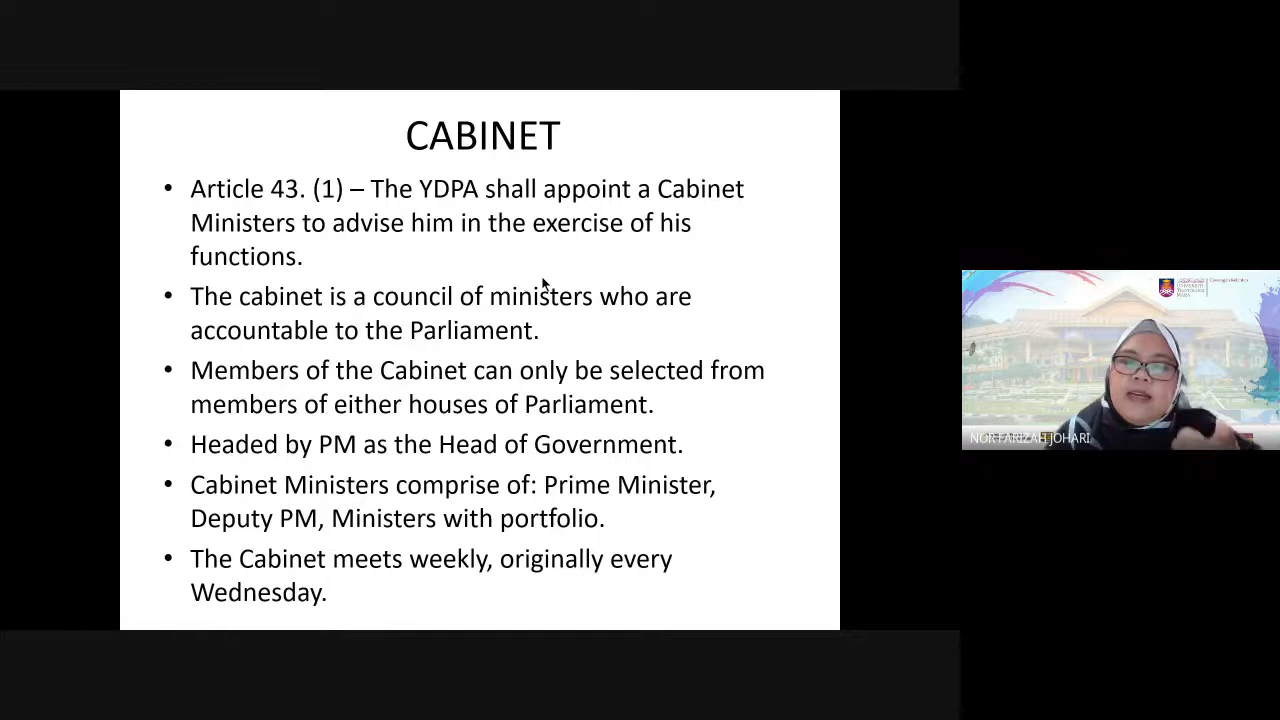 CABINET
• Article 43. (1) – The YDPA shall appoint a Cabinet
Ministers to advise him in the exercise of his
functions.
• The cabinet is a council of ministers who are
accountable to the Parliament.
• Members of the Cabinet can only be selected from
members of either houses of Parliament.
• Headed by PM as the Head of Government.
• Cabinet Ministers comprise of: Prime Minister,
Deputy PM, Ministers with portfolio.
• The Cabinet meets weekly, originally every
Wednesday.
UNIVERSITI
TEKNOLOGI
MARA
NOR FARIZAH JOHARI